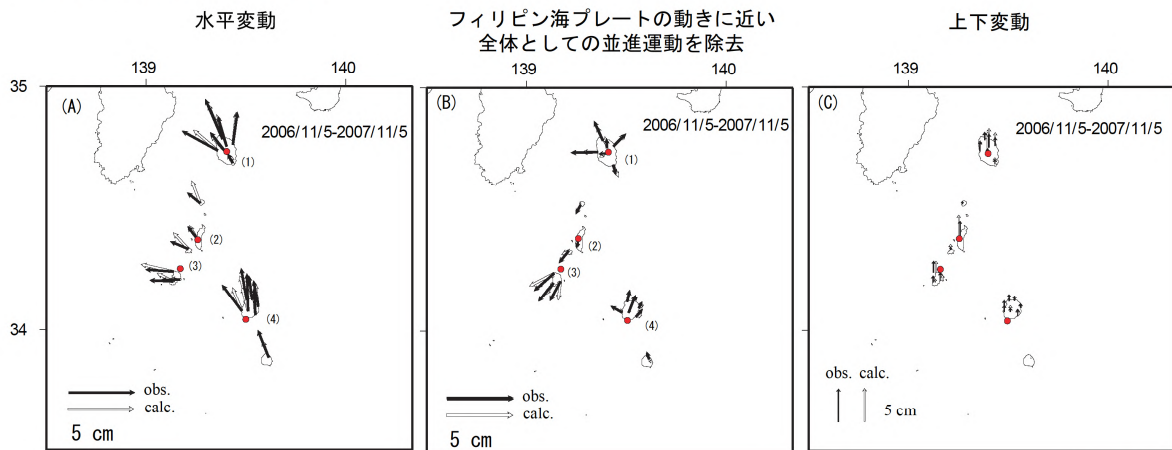 水平変動
139
140
35
34
(A)
2006/11/5-2007/11/5
(1)
(2)
(3)
(4)
obs.
calc.
5 cm
フィリピン海プレートの動きに近い
全体としての並進運動を除去
139
140
(B)
2006/11/5-2007/11/5
(1)
(2)
(3)
(4)
obs.
calc.
5 cm
上下変動
139
140
(C)
2006/11/5-2007/11/5
obs. calc.
5 cm